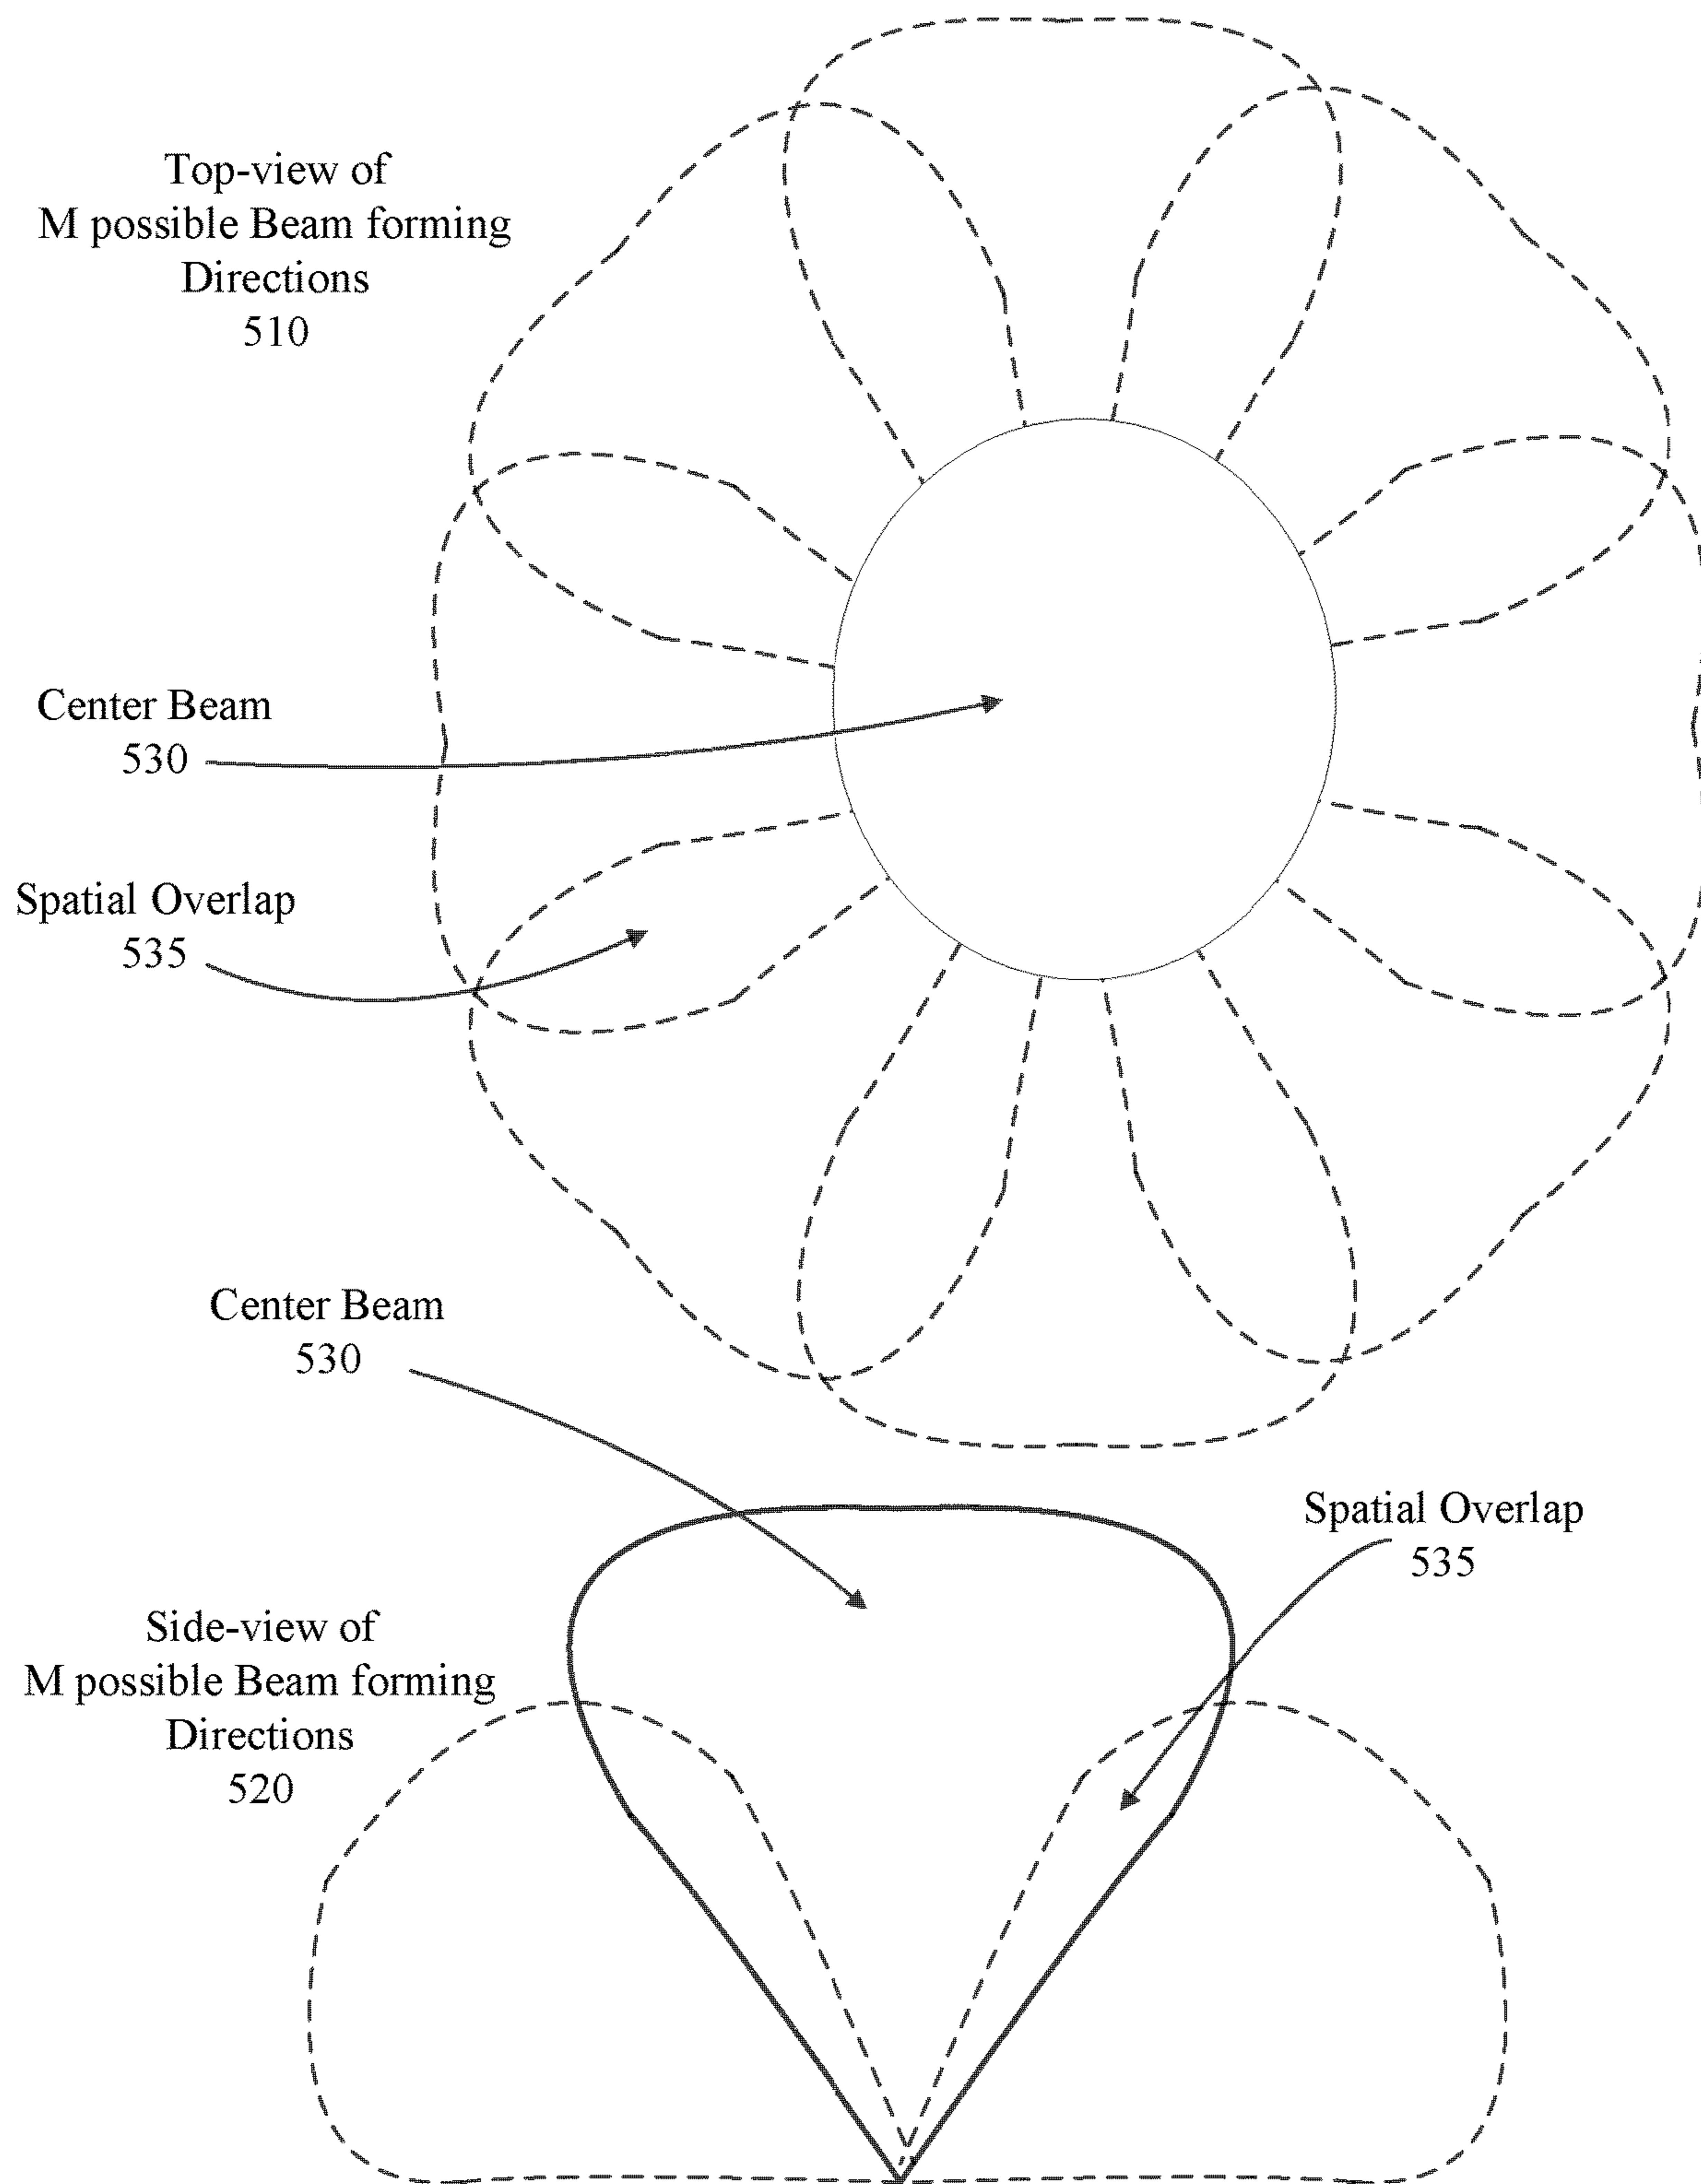 Top-view of
M possible Beam forming
Directions
510
Center Beam
530
Spatial Overlap
535
Center Beam
530
Spatial Overlap
535
Side-view of
M possible Beam forming
Directions
520